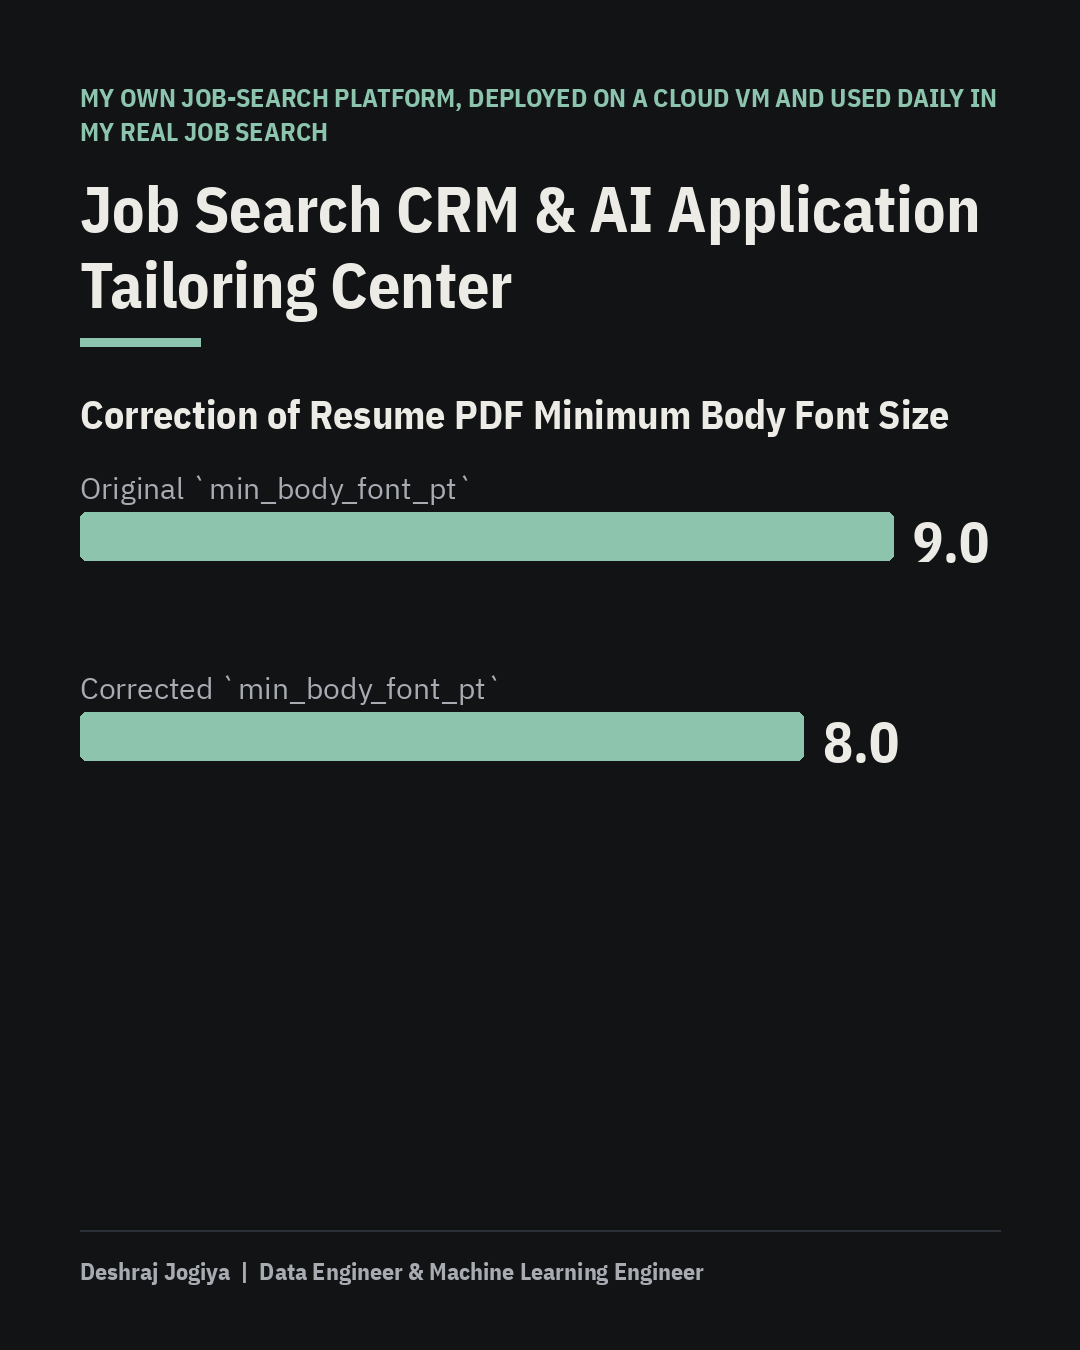 MY OWN JOB-SEARCH PLATFORM, DEPLOYED ON A CLOUD VM AND USED DAILY IN
MY REAL JOB SEARCH
Job Search CRM & AI Application
Tailoring Center
Correction of Resume PDF Minimum Body Font Size
Original `min_body_font_pt`
9.0
Corrected `min_body_font_pt`
8.0
Deshraj Jogiya | Data Engineer & Machine Learning Engineer